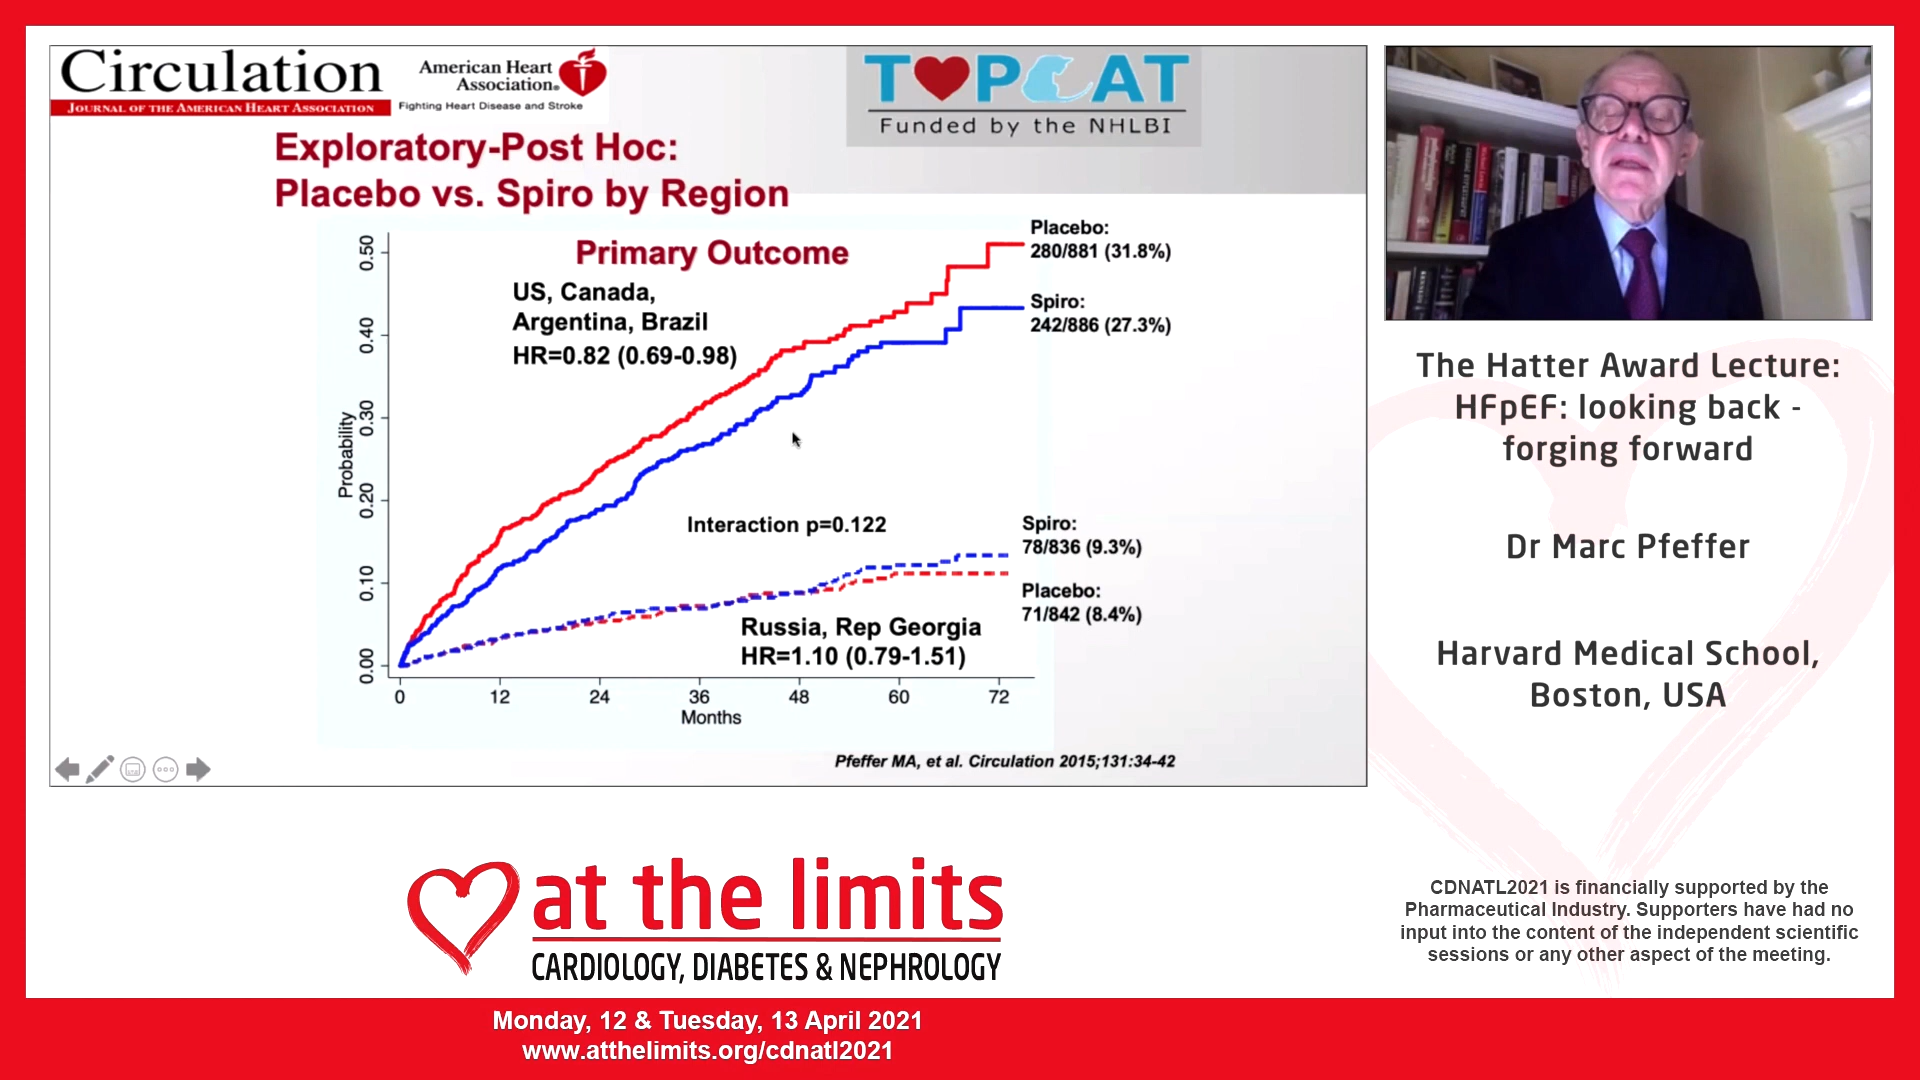 Circulation
JOURNAL OF THE AMERICAN HEART ASSOCIATION
American Heart
Association®
Fighting Heart Disease and Stroke
TOPCAT
Funded by the NHLBI
Exploratory-Post Hoc:
Placebo vs. Spiro by Region
Primary Outcome
US, Canada,
Argentina, Brazil
HR=0.82 (0.69-0.98)
Placebo:
280/881 (31.8%)
Spiro:
242/886 (27.3%)
Interaction p=0.122
Spiro:
78/836 (9.3%)
Placebo:
71/842 (8.4%)
Russia, Rep Georgia
HR=1.10 (0.79-1.51)
Probability
0.50
0.40
0.30
0.20
0.10
0.00
0 12 24 36 48 60 72
Months
Pfeffer MA, et al. Circulation 2015;131:34-42
The Hatter Award Lecture:
HFpEF: looking back -
forging forward
Dr Marc Pfeffer
Harvard Medical School,
Boston, USA
at the limits
CARDIOLOGY, DIABETES & NEPHROLOGY
CDNATL2021 is financially supported by the
Pharmaceutical Industry. Supporters have had no
input into the content of the independent scientific
sessions or any other aspect of the meeting.
Monday, 12 & Tuesday, 13 April 2021
www.atthelimits.org/cdnatl2021